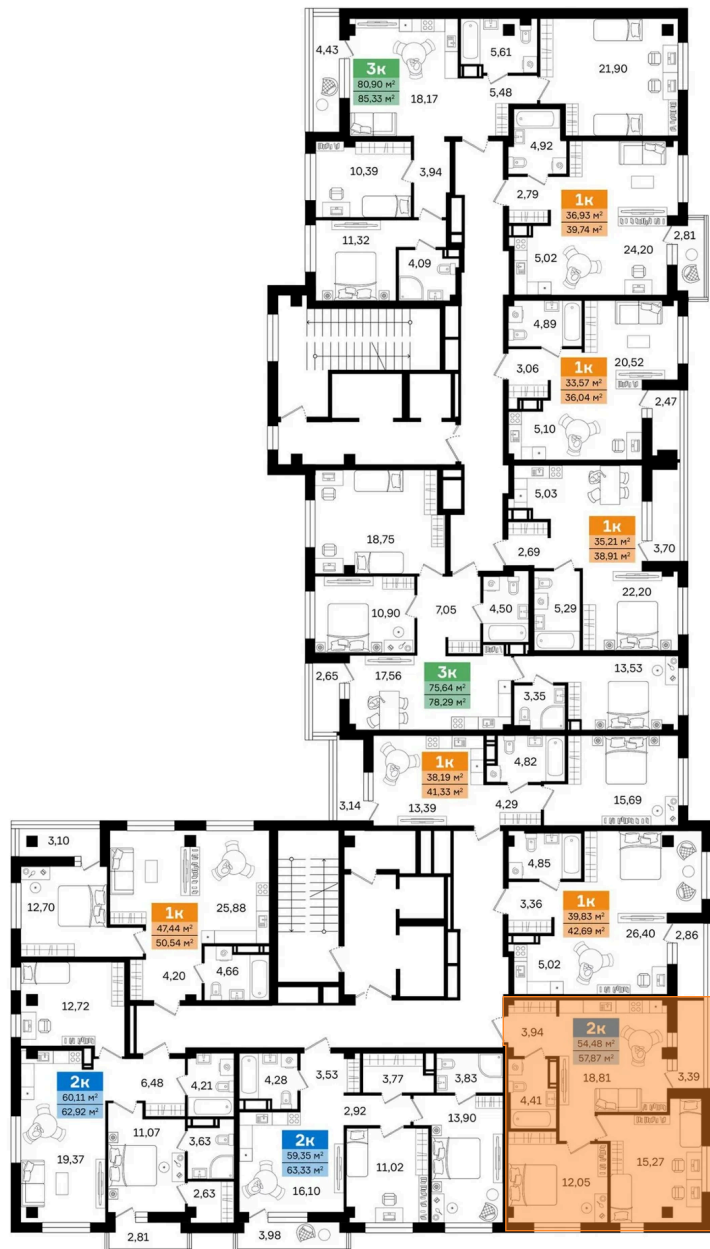 4,43
3к
80,90 м²
85,33 м²
18,17
5,61
5,48
21,90
4,92
10,39
3,94
2,79
1к
36,93 м²
39,74 м²
2,81
11,32
4,09
5,02
24,20
4,89
20,52
3,06
1к
33,57 м²
36,04 м²
2,47
5,10
5,03
18,75
1к
35,21 м²
38,91 м²
2,69
3,70
10,90
7,05
4,50
5,29
22,20
2,65
17,56
3к
75,64 м²
78,29 м²
3,35
13,53
1к
38,19 м²
41,33 м²
4,82
3,14
13,39
4,29
15,69
3,10
4,85
12,70
25,88
1к
47,44 м²
50,54 м²
3,36
1к
39,83 м²
42,69 м²
26,40
2,86
4,20
4,66
5,02
12,72
3,94
2к
54,48 м²
57,87 м²
18,81
3,39
2к
60,11 м²
62,92 м²
6,48
4,21
4,28
3,53
3,77
3,83
4,41
2,92
13,90
11,07
3,63
2к
59,35 м²
63,33 м²
19,37
11,02
15,27
12,05
2,63
16,10
2,81
3,98